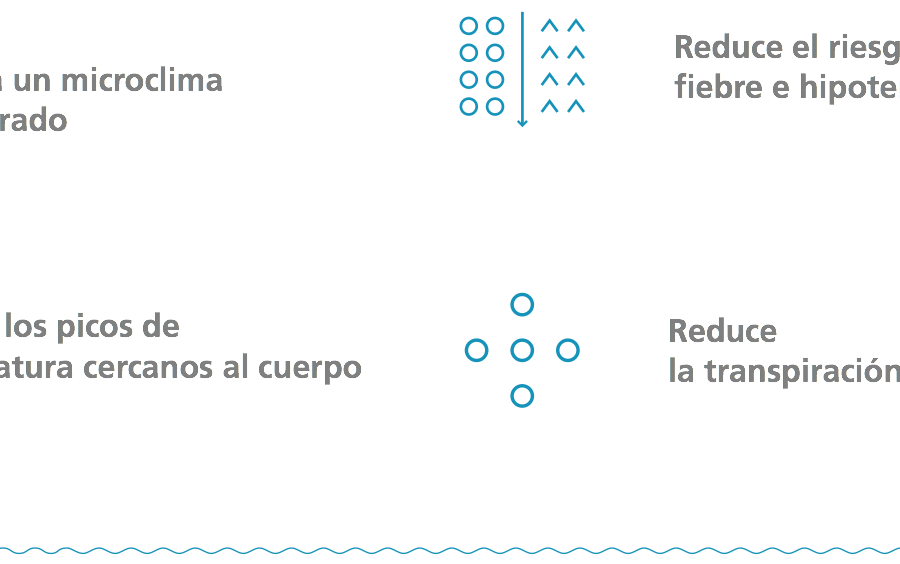 un microclima
rado
Reduce el riesg
fiebre e hipote
los picos de
atura cercanos al cuerpo
Reduce
la transpiración